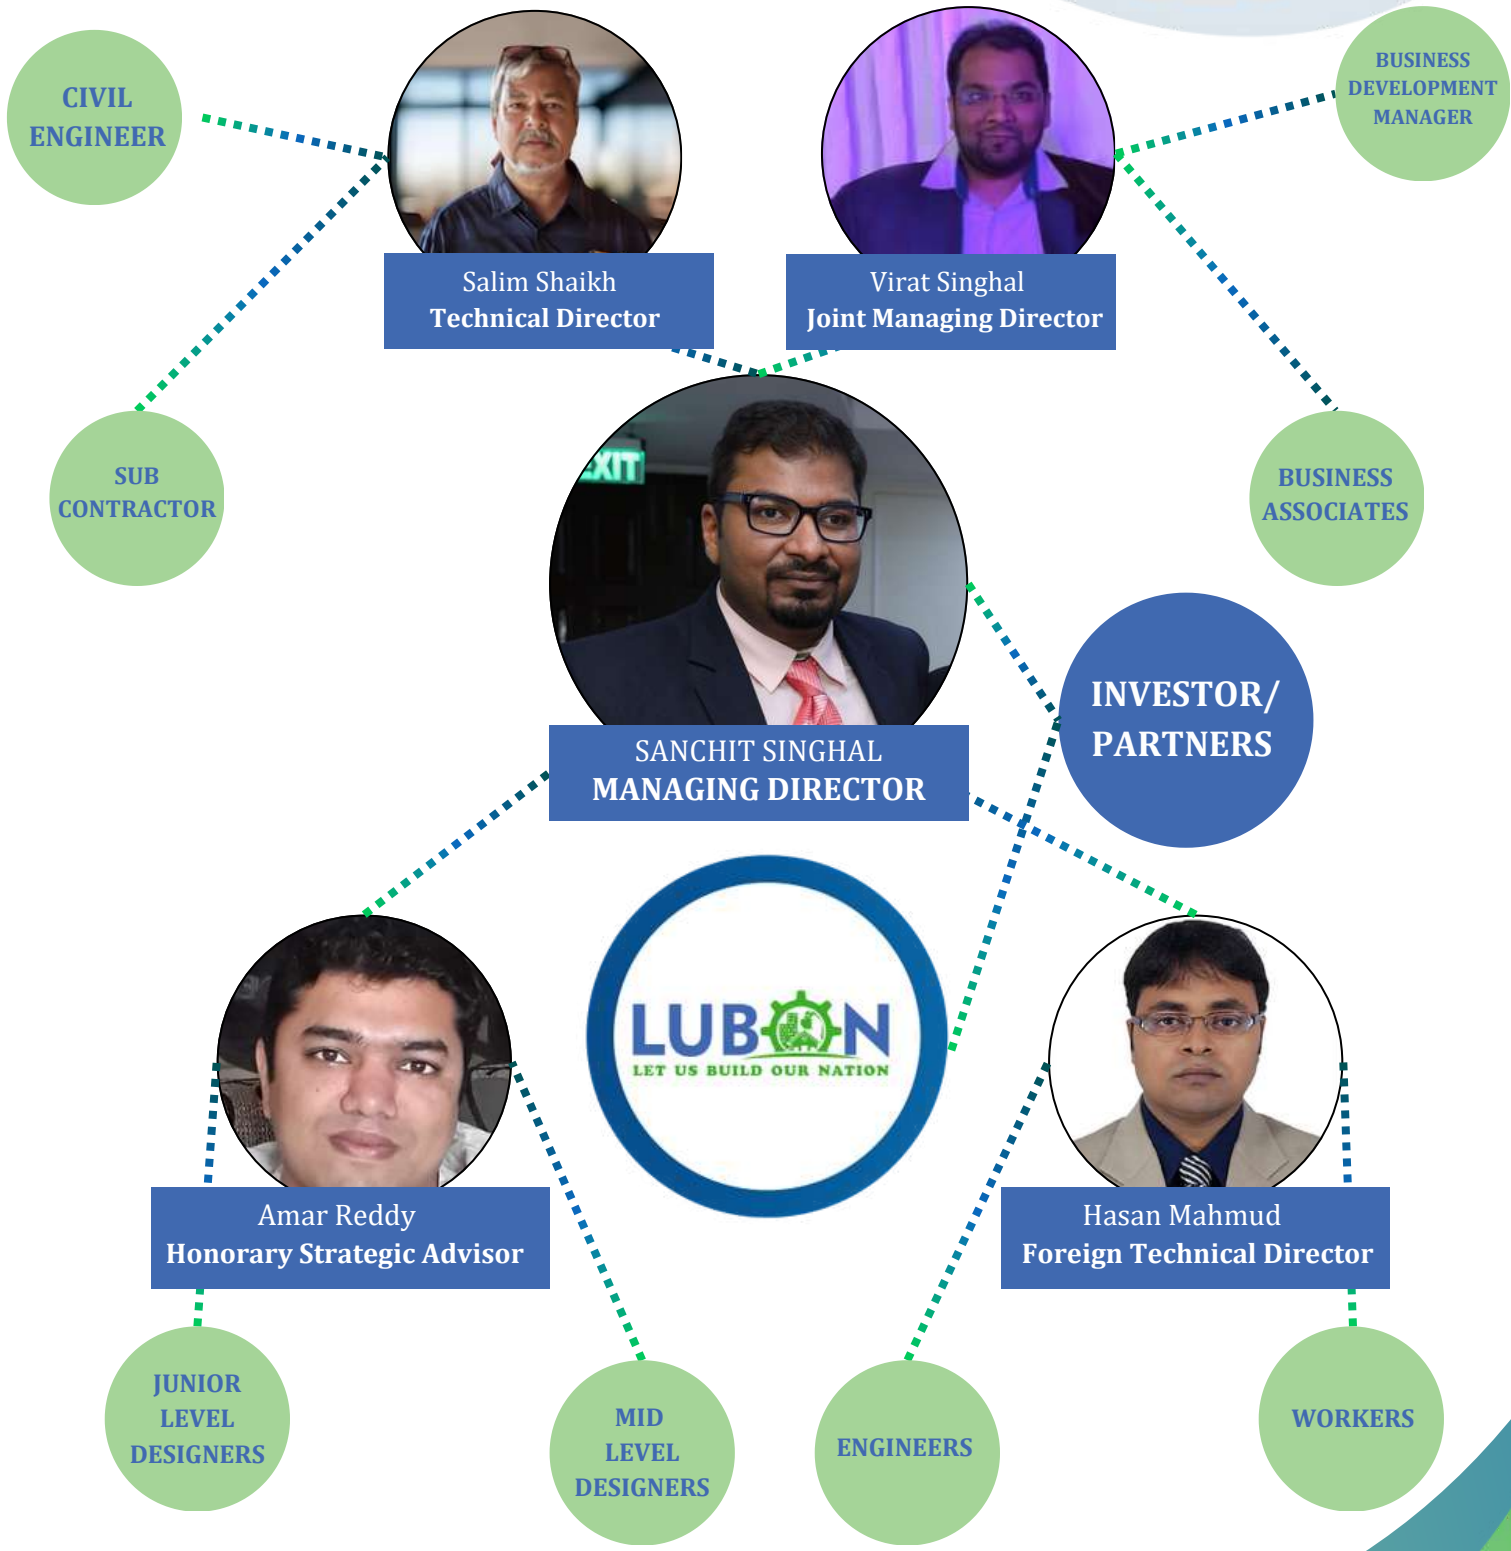 CIVIL
ENGINEER
BUSINESS
DEVELOPMENT
MANAGER
Salim Shaikh
Technical Director
Virat Singhal
Joint Managing Director
SUB
CONTRACTOR
EXIT
BUSINESS
ASSOCIATES
INVESTOR/
PARTNERS
SANCHIT SINGHAL
MANAGING DIRECTOR
LUBON
LET US BUILD OUR NATION
Amar Reddy
Honorary Strategic Advisor
Hasan Mahmud
Foreign Technical Director
JUNIOR
LEVEL
DESIGNERS
MID
LEVEL
DESIGNERS
ENGINEERS
WORKERS